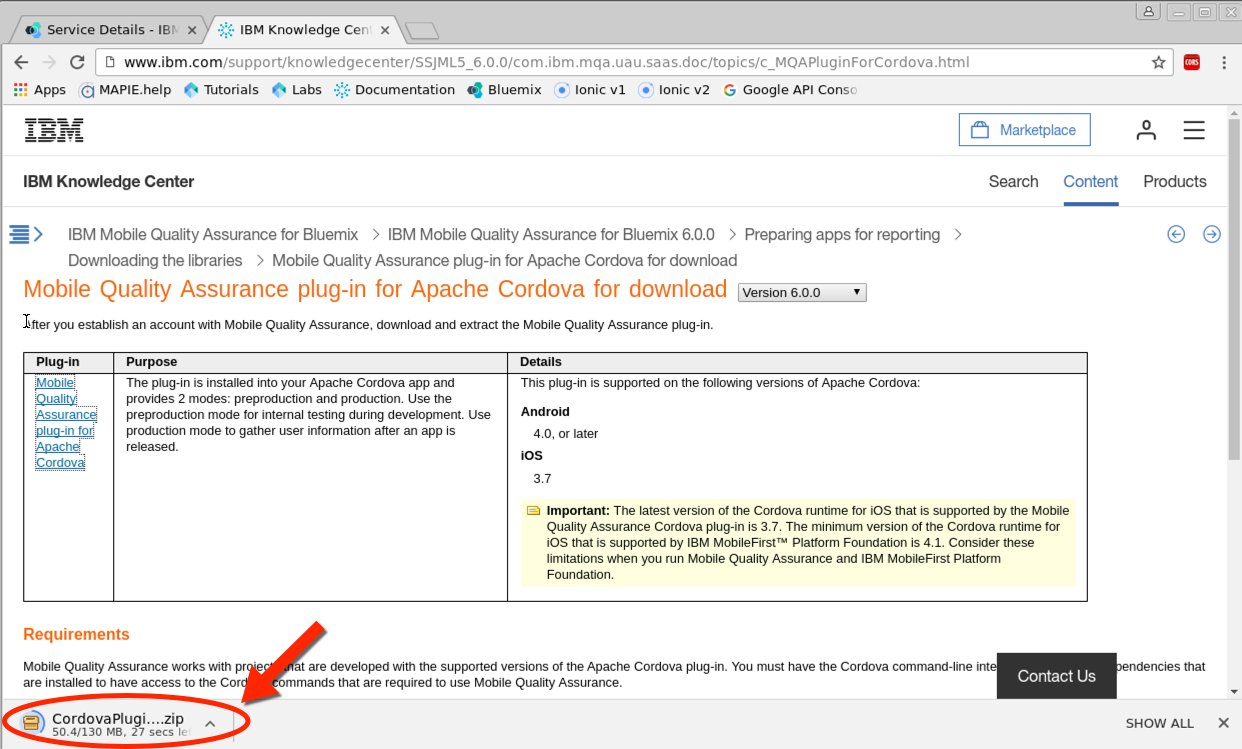 Service Details - IBM
IBM Knowledge Cen
www.ibm.com/support/knowledgecenter/SSJML5_6.0.0/com.ibm.mqa.uau.saas.doc/topics/c_MQAPluginForCordova.html
CORS
Apps MAPIE.help Tutorials Labs Documentation Bluemix Ionic v1 Ionic v2 Google API Conso
IBM
Marketplace
IBM Knowledge Center
Search Content Products
IBM Mobile Quality Assurance for Bluemix > IBM Mobile Quality Assurance for Bluemix 6.0.0 > Preparing apps for reporting >
Downloading the libraries > Mobile Quality Assurance plug-in for Apache Cordova for download
Mobile Quality Assurance plug-in for Apache Cordova for download
Version 6.0.0
After you establish an account with Mobile Quality Assurance, download and extract the Mobile Quality Assurance plug-in.
Plug-in Purpose Details
Mobile
Quality
Assurance
plug-in for
Apache
Cordova
The plug-in is installed into your Apache Cordova app and
provides 2 modes: preproduction and production. Use the
preproduction mode for internal testing during development. Use
production mode to gather user information after an app is
released.
This plug-in is supported on the following versions of Apache Cordova:
Android
4.0, or later
iOS
3.7
Important: The latest version of the Cordova runtime for iOS that is supported by the Mobile
Quality Assurance Cordova plug-in is 3.7. The minimum version of the Cordova runtime for
iOS that is supported by IBM MobileFirst™ Platform Foundation is 4.1. Consider these
limitations when you run Mobile Quality Assurance and IBM MobileFirst Platform
Foundation.
Requirements
Mobile Quality Assurance works with projects that are developed with the supported versions of the Apache Cordova plug-in. You must have the Cordova command-line inte pendencies that
are installed to have access to the Cord commands that are required to use Mobile Quality Assurance.
Contact Us
CordovaPlugi....zip
50.4/130 MB, 27 secs le
SHOW ALL